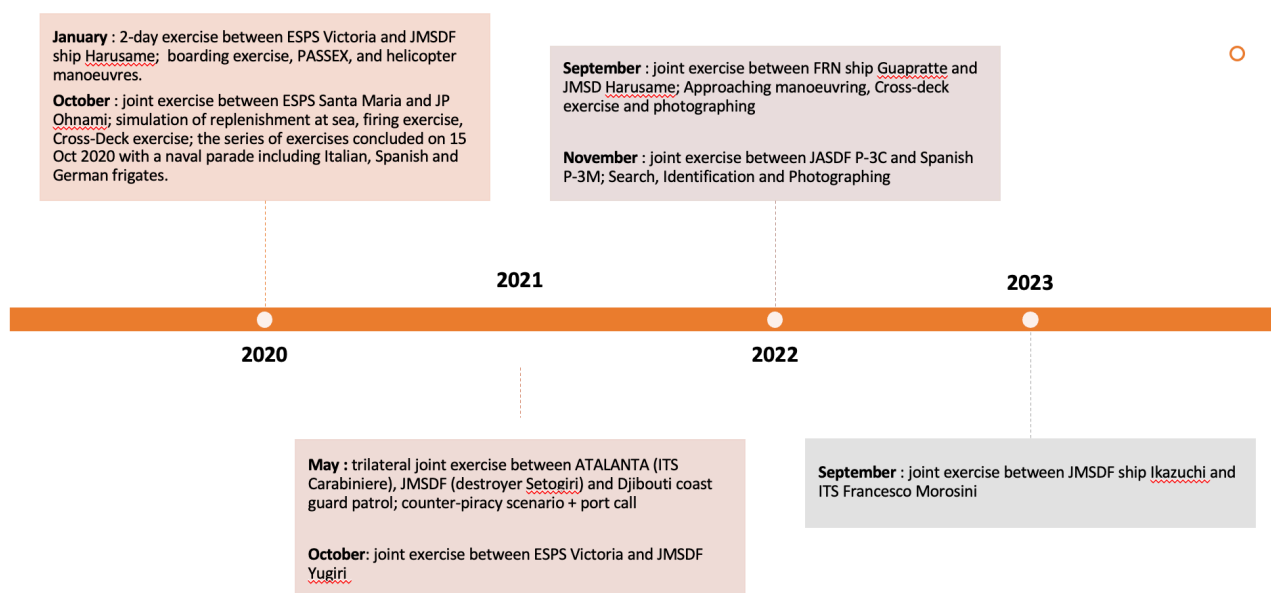 January : 2-day exercise between ESPS Victoria and JMSDF
ship Harusame; boarding exercise, PASSEX, and helicopter
manoeuvres.
October : joint exercise between ESPS Santa Maria and JP
Ohnami; simulation of replenishment at sea, firing exercise,
Cross-Deck exercise; the series of exercises concluded on 15
Oct 2020 with a naval parade including Italian, Spanish and
German frigates.
September : joint exercise between FRN ship Guapratte and
JMSD Harusame; Approaching manoeuvring, Cross-deck
exercise and photographing
November : joint exercise between JASDF P-3C and Spanish
P-3M; Search, Identification and Photographing
2021
2023
2020
2022
May : trilateral joint exercise between ATALANTA (ITS
Carabiniere), JMSDF (destroyer Setogiri) and Djibouti coast
guard patrol; counter-piracy scenario + port call
October: joint exercise between ESPS Victoria and JMSDF
Yugiri
September : joint exercise between JMSDF ship Ikazuchi and
ITS Francesco Morosini